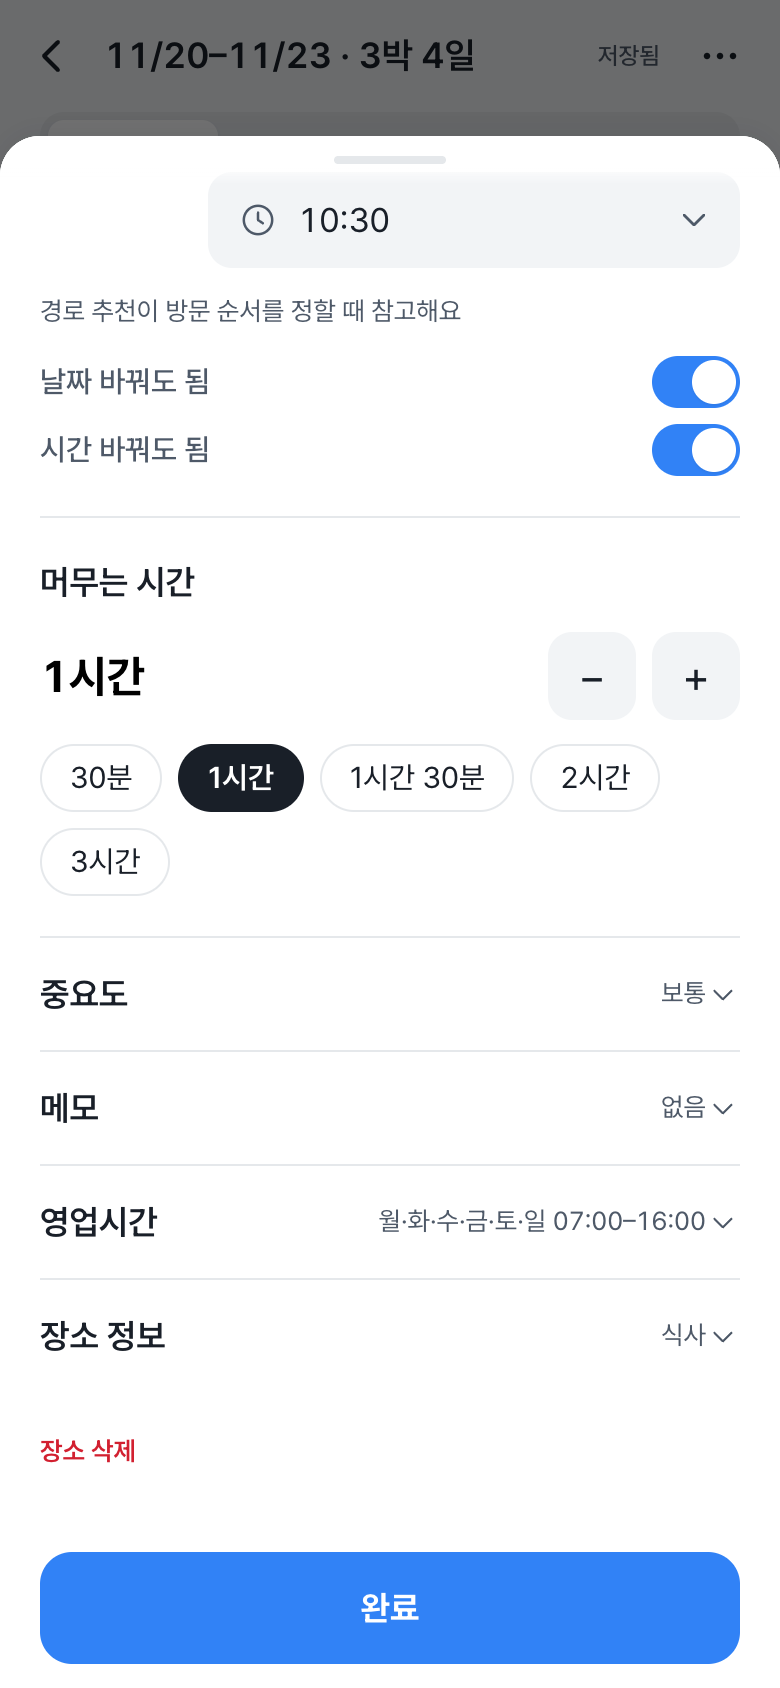 11/20–11/23 · 3박 4일
저장됨
10:30
경로 추천이 방문 순서를 정할 때 참고해요
날짜 바꿔도 됨
시간 바꿔도 됨
머무는 시간
1시간
− +
30분 1시간 1시간 30분 2시간
3시간
중요도 보통
메모 없음
영업시간 월·화·수·금·토·일 07:00–16:00
장소 정보 식사
장소 삭제
완료